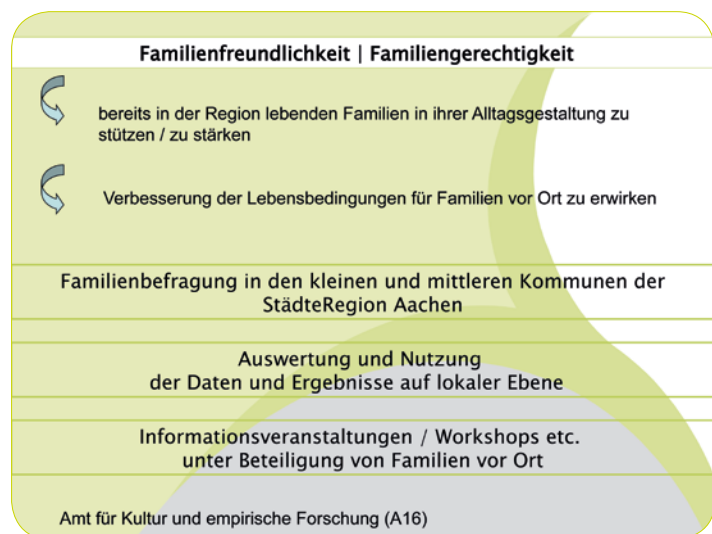 Familienfreundlichkeit | Familiengerechtigkeit
bereits in der Region lebenden Familien in ihrer Alltagsgestaltung zu
stützen / zu stärken
Verbesserung der Lebensbedingungen für Familien vor Ort zu erwirken
Familienbefragung in den kleinen und mittleren Kommunen der
StädteRegion Aachen
Auswertung und Nutzung
der Daten und Ergebnisse auf lokaler Ebene
Informationsveranstaltungen / Workshops etc.
unter Beteiligung von Familien vor Ort
Amt für Kultur und empirische Forschung (A16)